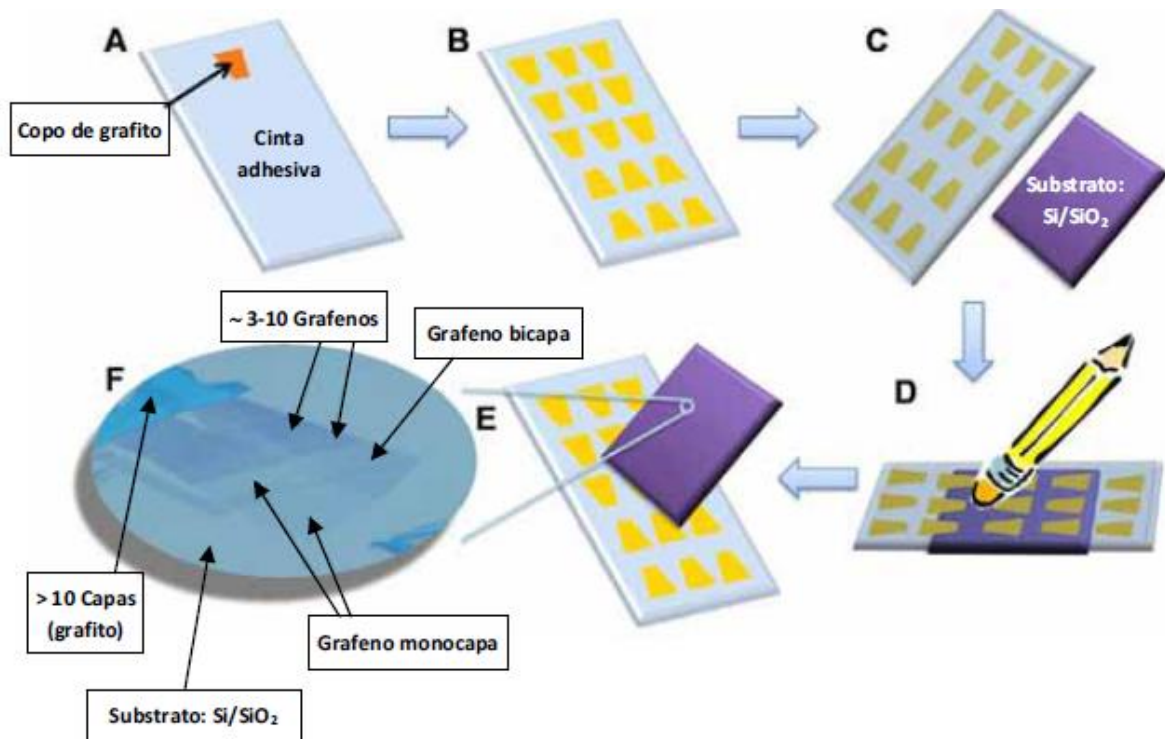 A
B
C
Copo de grafito
Cinta
adhesiva
Substrato:
Si/SiO₂
~ 3-10 Grafenos
Grafeno bicapa
F
E
D
> 10 Capas
(grafito)
Grafeno monocapa
Substrato: Si/SiO₂